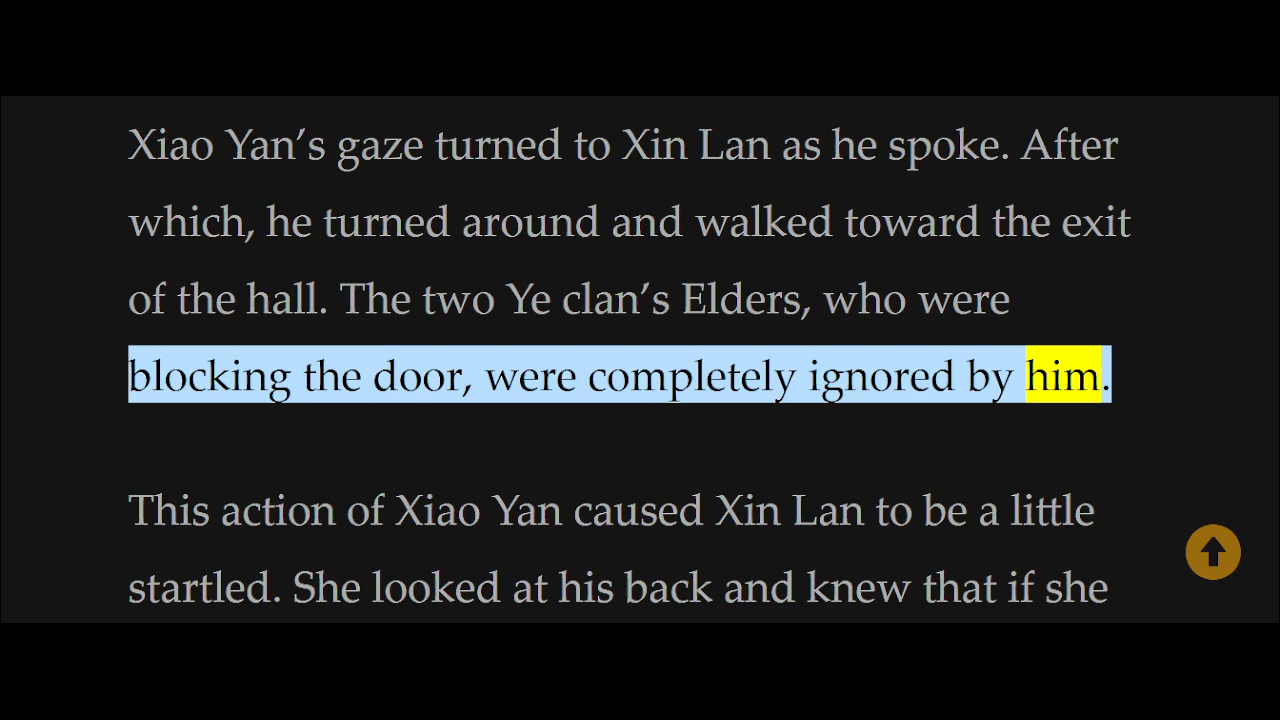 Xiao Yan’s gaze turned to Xin Lan as he spoke. After
which, he turned around and walked toward the exit
of the hall. The two Ye clan’s Elders, who were
blocking the door, were completely ignored by him.
This action of Xiao Yan caused Xin Lan to be a little
startled. She looked at his back and knew that if she